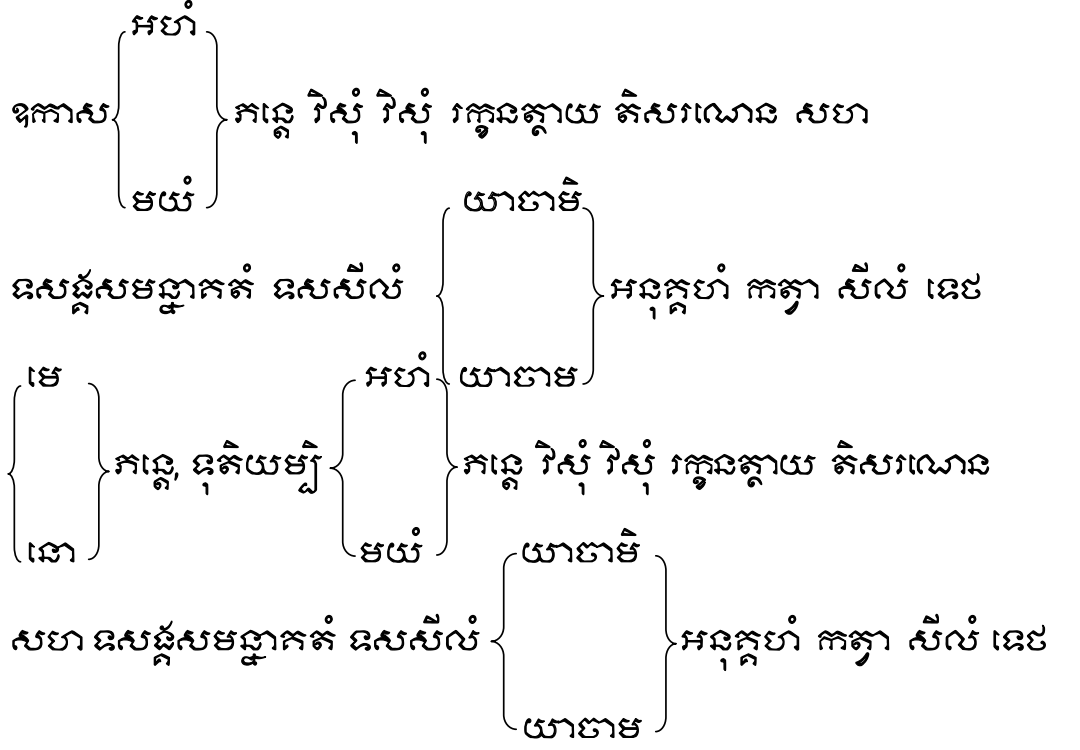 អហំ
ឧកាស ភន្តេ វិសុំ វិសុំ រក្ខនត្ថាយ តិសរណេន សហ
មយំ យាចាមិ
ទសង្គសមន្នាគតំ ទសសីលំ អនុគ្គហំ កត្វា សីលំ ទេថ
មេ អហំ យាចាម
ភន្តេ, ទុតិយម្បិ ភន្តេ វិសុំ វិសុំ រក្ខនត្ថាយ តិសរណេន
នោ មយំ យាចាមិ
សហ ទសង្គសមន្នាគតំ ទសសីលំ អនុគ្គហំ កត្វា សីលំ ទេថ
យាចាម